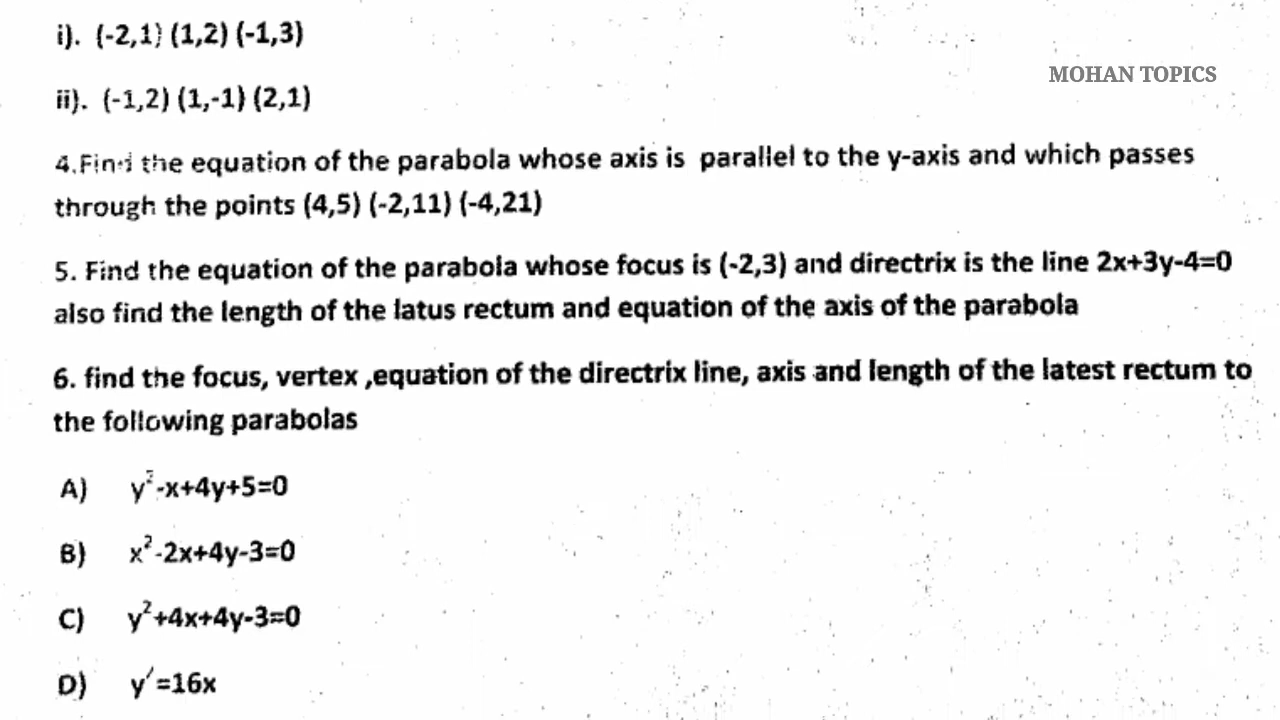 i). (-2,1) (1,2) (-1,3)
MOHAN TOPICS
ii). (-1,2) (1,-1) (2,1)
4.Find the equation of the parabola whose axis is parallel to the y-axis and which passes
through the points (4,5) (-2,11) (-4,21)
5. Find the equation of the parabola whose focus is (-2,3) and directrix is the line 2x+3y-4=0
also find the length of the latus rectum and equation of the axis of the parabola
6. find the focus, vertex ,equation of the directrix line, axis and length of the latest rectum to
the following parabolas
A) y²-x+4y+5=0
B) x²-2x+4y-3=0
C) y²+4x+4y-3=0
D) y′=16x